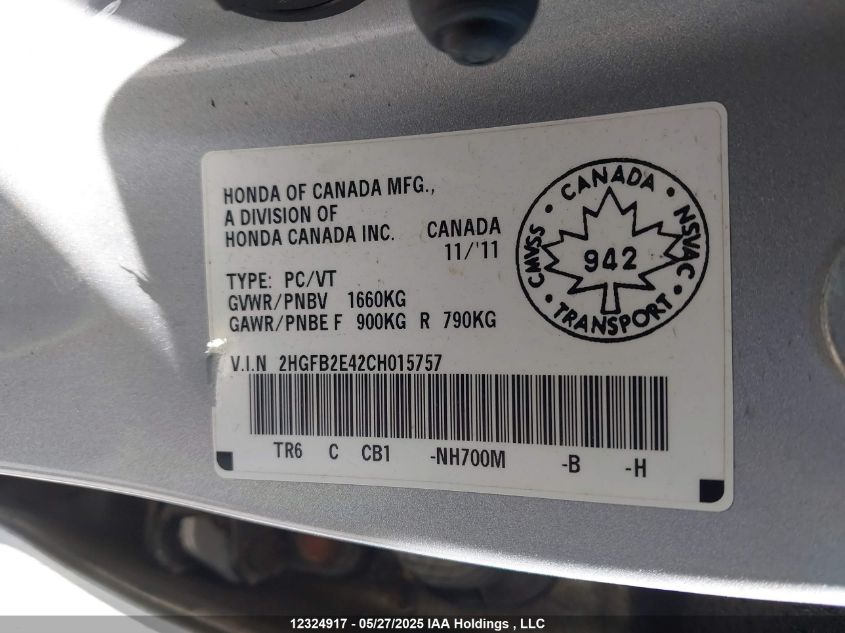 HONDA OF CANADA MFG.,
A DIVISION OF
HONDA CANADA INC. CANADA
11/'11
TYPE: PC/VT
GVWR/PNBV 1660KG
GAWR/PNBE F 900KG R 790KG
V.I.N 2HGFB2E42CH015757
TR6 C CB1 -NH700M -B -H
CANADA
CMVSS 942 NSVAC
TRANSPORT
12324917 - 05/27/2025 IAA Holdings , LLC